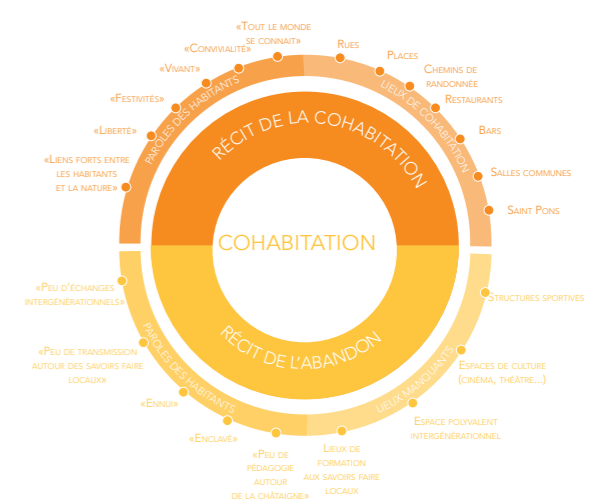 «Tout le monde
se connait»
«Convivialité»
«Vivant»
«Festivités»
«Liberté»
«Liens forts entre
les habitants
et la nature»
Rues
Places
Chemins de
randonnée
Restaurants
Bars
Salles communes
Saint Pons
PAROLES DES HABITANTS
LIEUX DE COHABITATION
RÉCIT DE LA COHABITATION
COHABITATION
RÉCIT DE L'ABANDON
PAROLES DES HABITANTS
LIEUX MANQUANTS
«Peu d'échanges
intergénérationnels»
«Peu de transmission
autour des savoirs faire
locaux»
«Ennui»
«Enclavé»
«Peu de
pédagogie
autour
de la châtaigne»
Structures sportives
Espaces de culture
(cinema, théâtre...)
Espace polyvalent
intergénérationnel
Lieux de
formation
aux savoirs faire
locaux